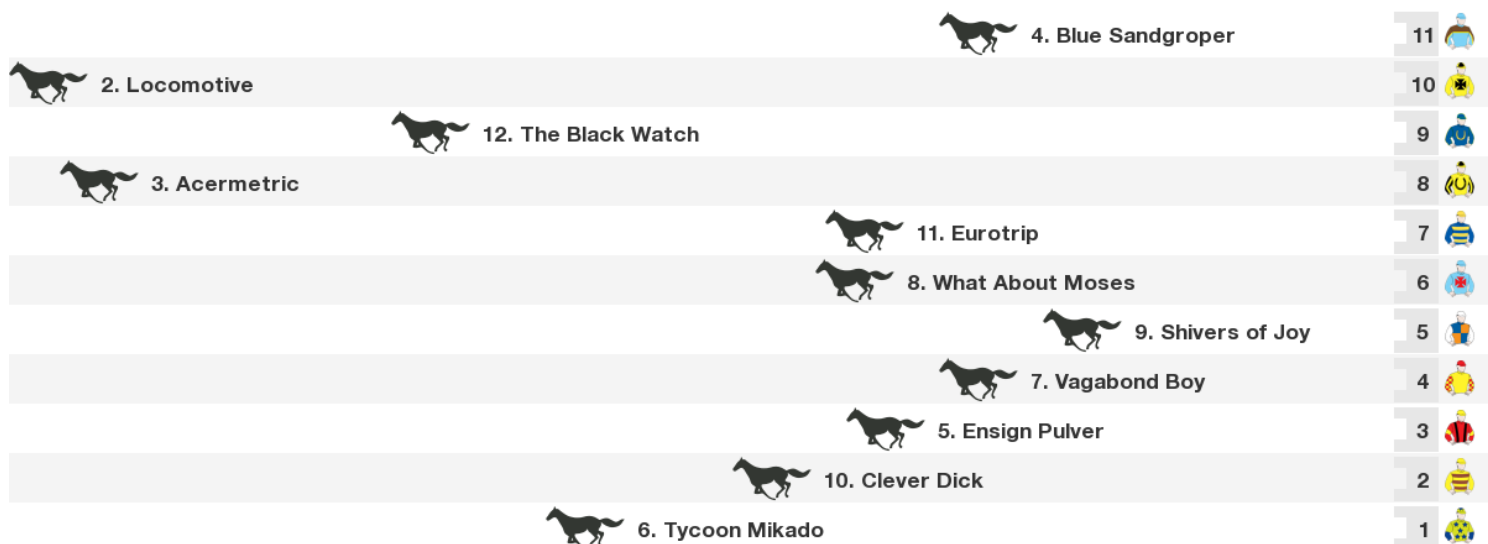 4. Blue Sandgroper 11
2. Locomotive 10
12. The Black Watch 9
3. Acermetric 8
11. Eurotrip 7
8. What About Moses 6
9. Shivers of Joy 5
7. Vagabond Boy 4
5. Ensign Pulver 3
10. Clever Dick 2
6. Tycoon Mikado 1